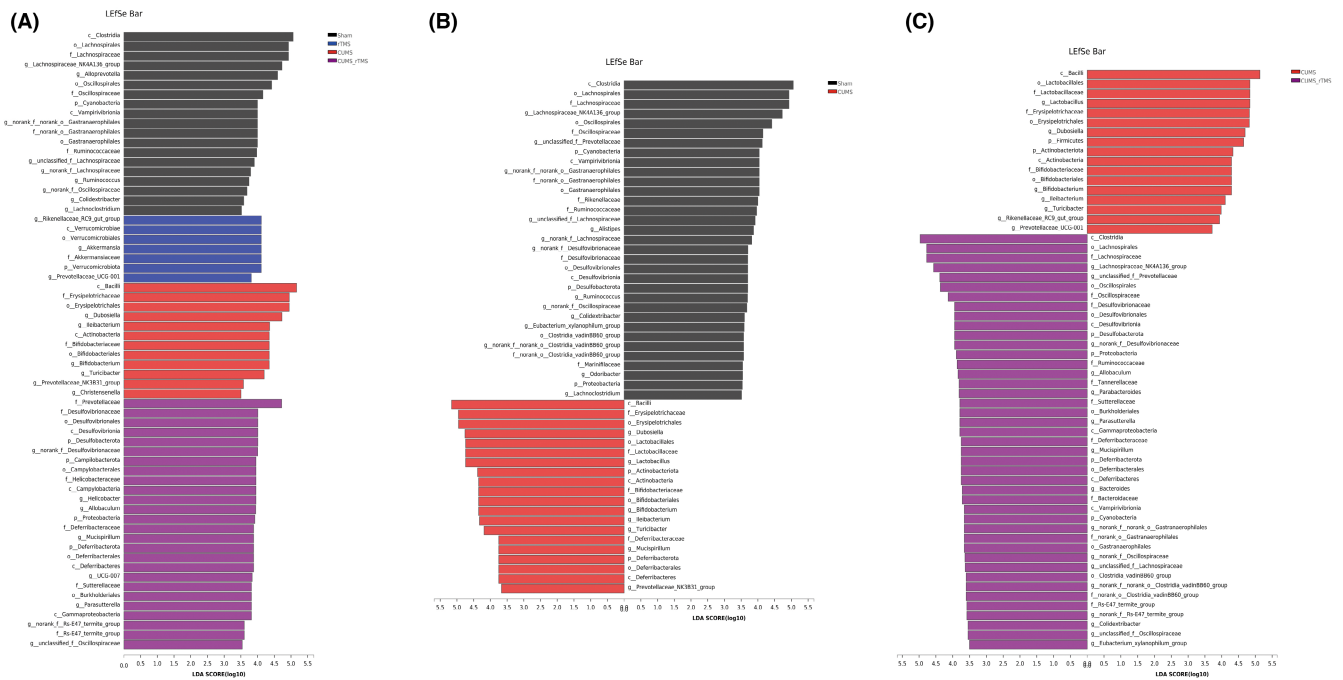 (A)
LEfSe Bar
c__Clostridia
o__Lachnospirales
f__Lachnospiraceae
g__Lachnospiraceae_NK4A136_group
g__Alloprevotella
o__Oscillospirales
f__Oscillospiraceae
p__Cyanobacteria
c__Vampirivibrionia
g__norank_f__norank_o__Gastranaerophilales
f__norank_o__Gastranaerophilales
o__Gastranaerophilales
f__Ruminococcaceae
g__unclassified_f__Lachnospiraceae
g__norank_f__Lachnospiraceae
g__Ruminococcus
g__norank_f__Oscillospiraceae
g__Colidextribacter
g__Lachnoclostridium
g__Rikenellaceae_RC9_gut_group
c__Verrucomicrobiae
o__Verrucomicrobiales
g__Akkermansia
f__Akkermansiaceae
p__Verrucomicrobiota
g__Prevotellaceae_UCG-001
c__Bacilli
f__Erysipelotrichaceae
o__Erysipelotrichales
g__Dubosiella
g__Ileibacterium
c__Actinobacteria
f__Bifidobacteriaceae
o__Bifidobacteriales
g__Bifidobacterium
g__Turicibacter
g__Prevotellaceae_NK3B31_group
g__Christensenella
f__Prevotellaceae
f__Desulfovibrionaceae
o__Desulfovibrionales
c__Desulfovibrionia
p__Desulfobacterota
g__norank_f__Desulfovibrionaceae
p__Campilobacterota
o__Campylobacterales
f__Helicobacteraceae
c__Campylobacteria
g__Helicobacter
g__Allobaculum
p__Proteobacteria
f__Deferribacteraceae
g__Mucispirillum
p__Deferribacterota
o__Deferribacterales
c__Deferribacteres
g__UCG-007
f__Sutterellaceae
o__Burkholderiales
g__Parasutterella
c__Gammaproteobacteria
g__norank_f__Rs-E47_termite_group
f__Rs-E47_termite_group
g__unclassified_f__Oscillospiraceae
Sham
rTMS
CUMS
CUMS_rTMS
0.0 0.5 1.0 1.5 2.0 2.5 3.0 3.5 4.0 4.5 5.0 5.5
LDA SCORE(log10)
(B)
LEfSe Bar
c__Clostridia
o__Lachnospirales
f__Lachnospiraceae
g__Lachnospiraceae_NK4A136_group
o__Oscillospirales
f__Oscillospiraceae
g__unclassified_f__Prevotellaceae
p__Cyanobacteria
c__Vampirivibrionia
g__norank_f__norank_o__Gastranaerophilales
f__norank_o__Gastranaerophilales
o__Gastranaerophilales
f__Rikenellaceae
f__Ruminococcaceae
g__unclassified_f__Lachnospiraceae
g__Alistipes
g__norank_f__Lachnospiraceae
g__norank_f__Desulfovibrionaceae
f__Desulfovibrionaceae
o__Desulfovibrionales
c__Desulfovibrionia
p__Desulfobacterota
g__Ruminococcus
g__norank_f__Oscillospiraceae
g__Colidextribacter
g__Eubacterium_xylanophilum_group
o__Clostridia_vadinBB60_group
g__norank_f__norank_o__Clostridia_vadinBB60_group
f__norank_o__Clostridia_vadinBB60_group
f__Marinifilaceae
g__Odoribacter
p__Proteobacteria
g__Lachnoclostridium
c__Bacilli
f__Erysipelotrichaceae
o__Erysipelotrichales
g__Dubosiella
o__Lactobacillales
f__Lactobacillaceae
g__Lactobacillus
p__Actinobacteriota
c__Actinobacteria
f__Bifidobacteriaceae
o__Bifidobacteriales
g__Bifidobacterium
g__Ileibacterium
g__Turicibacter
f__Deferribacteraceae
g__Mucispirillum
p__Deferribacterota
o__Deferribacterales
c__Deferribacteres
g__Prevotellaceae_NK3B31_group
Sham
CUMS
5.5 5.0 4.5 4.0 3.5 3.0 2.5 2.0 1.5 1.0 0.5 0.0 0.5 1.0 1.5 2.0 2.5 3.0 3.5 4.0 4.5 5.0 5.5
LDA SCORE(log10)
(C)
LEfSe Bar
c__Bacilli
o__Lactobacillales
f__Lactobacillaceae
g__Lactobacillus
f__Erysipelotrichaceae
o__Erysipelotrichales
g__Dubosiella
p__Firmicutes
p__Actinobacteriota
c__Actinobacteria
f__Bifidobacteriaceae
o__Bifidobacteriales
g__Bifidobacterium
g__Ileibacterium
g__Turicibacter
g__Rikenellaceae_RC9_gut_group
g__Prevotellaceae_UCG-001
c__Clostridia
o__Lachnospirales
f__Lachnospiraceae
g__Lachnospiraceae_NK4A136_group
g__unclassified_f__Prevotellaceae
o__Oscillospirales
f__Oscillospiraceae
f__Desulfovibrionaceae
o__Desulfovibrionales
c__Desulfovibrionia
p__Desulfobacterota
g__norank_f__Desulfovibrionaceae
p__Proteobacteria
f__Ruminococcaceae
g__Allobaculum
f__Tannerellaceae
g__Parabacteroides
f__Sutterellaceae
o__Burkholderiales
g__Parasutterella
c__Gammaproteobacteria
f__Deferribacteraceae
g__Mucispirillum
p__Deferribacterota
o__Deferribacterales
c__Deferribacteres
g__Bacteroides
f__Bacteroidaceae
c__Vampirivibrionia
p__Cyanobacteria
g__norank_f__norank_o__Gastranaerophilales
f__norank_o__Gastranaerophilales
o__Gastranaerophilales
g__norank_f__Oscillospiraceae
g__unclassified_f__Lachnospiraceae
o__Clostridia_vadinBB60_group
g__norank_f__norank_o__Clostridia_vadinBB60_group
f__norank_o__Clostridia_vadinBB60_group
f__Rs-E47_termite_group
g__norank_f__Rs-E47_termite_group
g__Colidextribacter
g__unclassified_f__Oscillospiraceae
g__Eubacterium_xylanophilum_group
CUMS
CUMS_rTMS
5.5 5.0 4.5 4.0 3.5 3.0 2.5 2.0 1.5 1.0 0.5 0.0 0.5 1.0 1.5 2.0 2.5 3.0 3.5 4.0 4.5 5.0 5.5
LDA SCORE(log10)